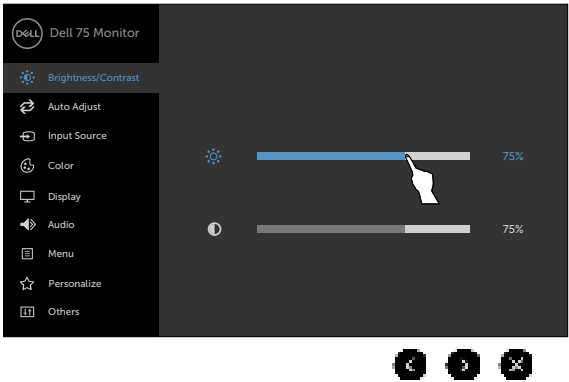 DELL Dell 75 Monitor
Brightness/Contrast
Auto Adjust
Input Source
Color
75%
Display
Audio
75%
Menu
Personalize
Others